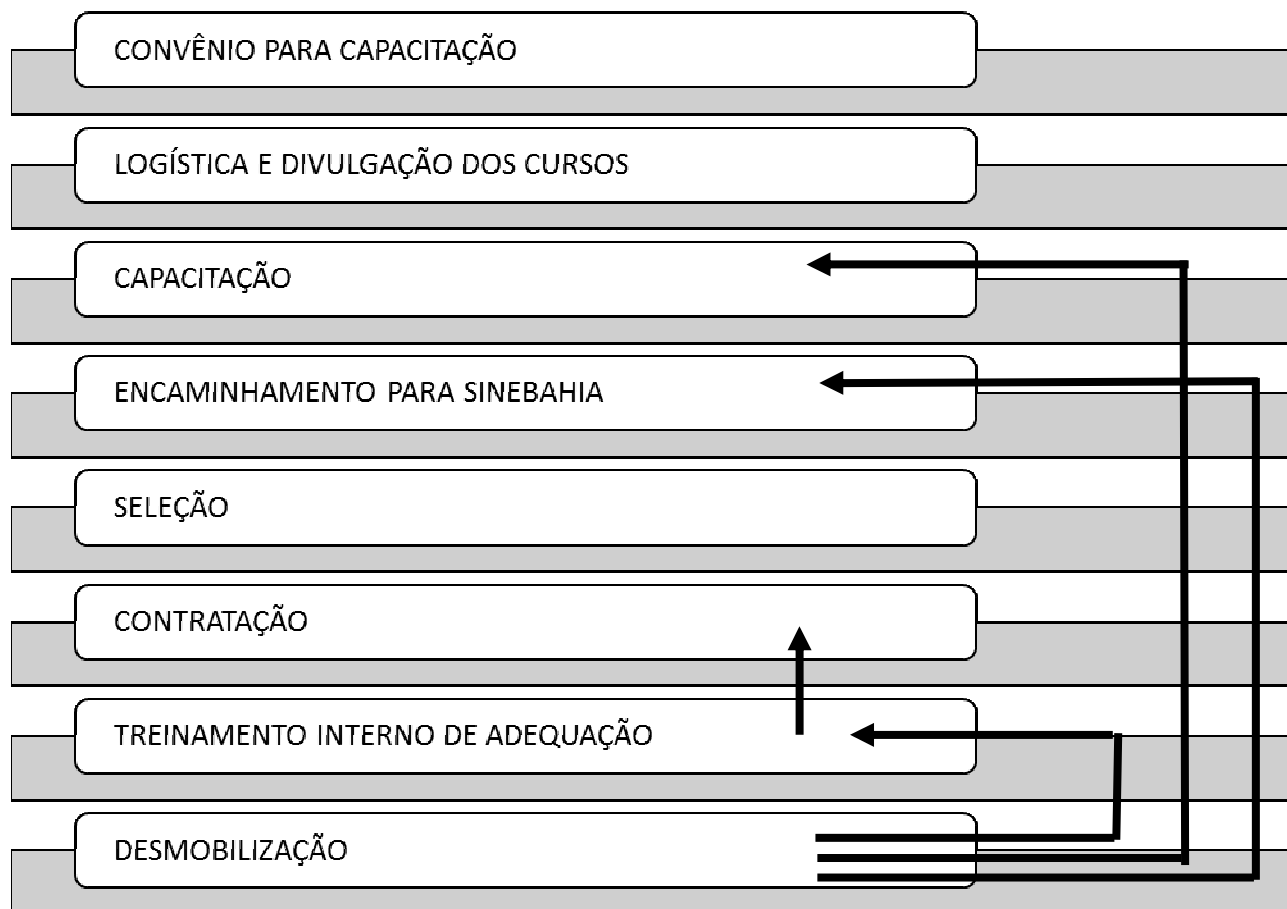 CONVÊNIO PARA CAPACITAÇÃO
LOGÍSTICA E DIVULGAÇÃO DOS CURSOS
CAPACITAÇÃO
ENCAMINHAMENTO PARA SINEBAHIA
SELEÇÃO
CONTRATAÇÃO
TREINAMENTO INTERNO DE ADEQUAÇÃO
DESMOBILIZAÇÃO